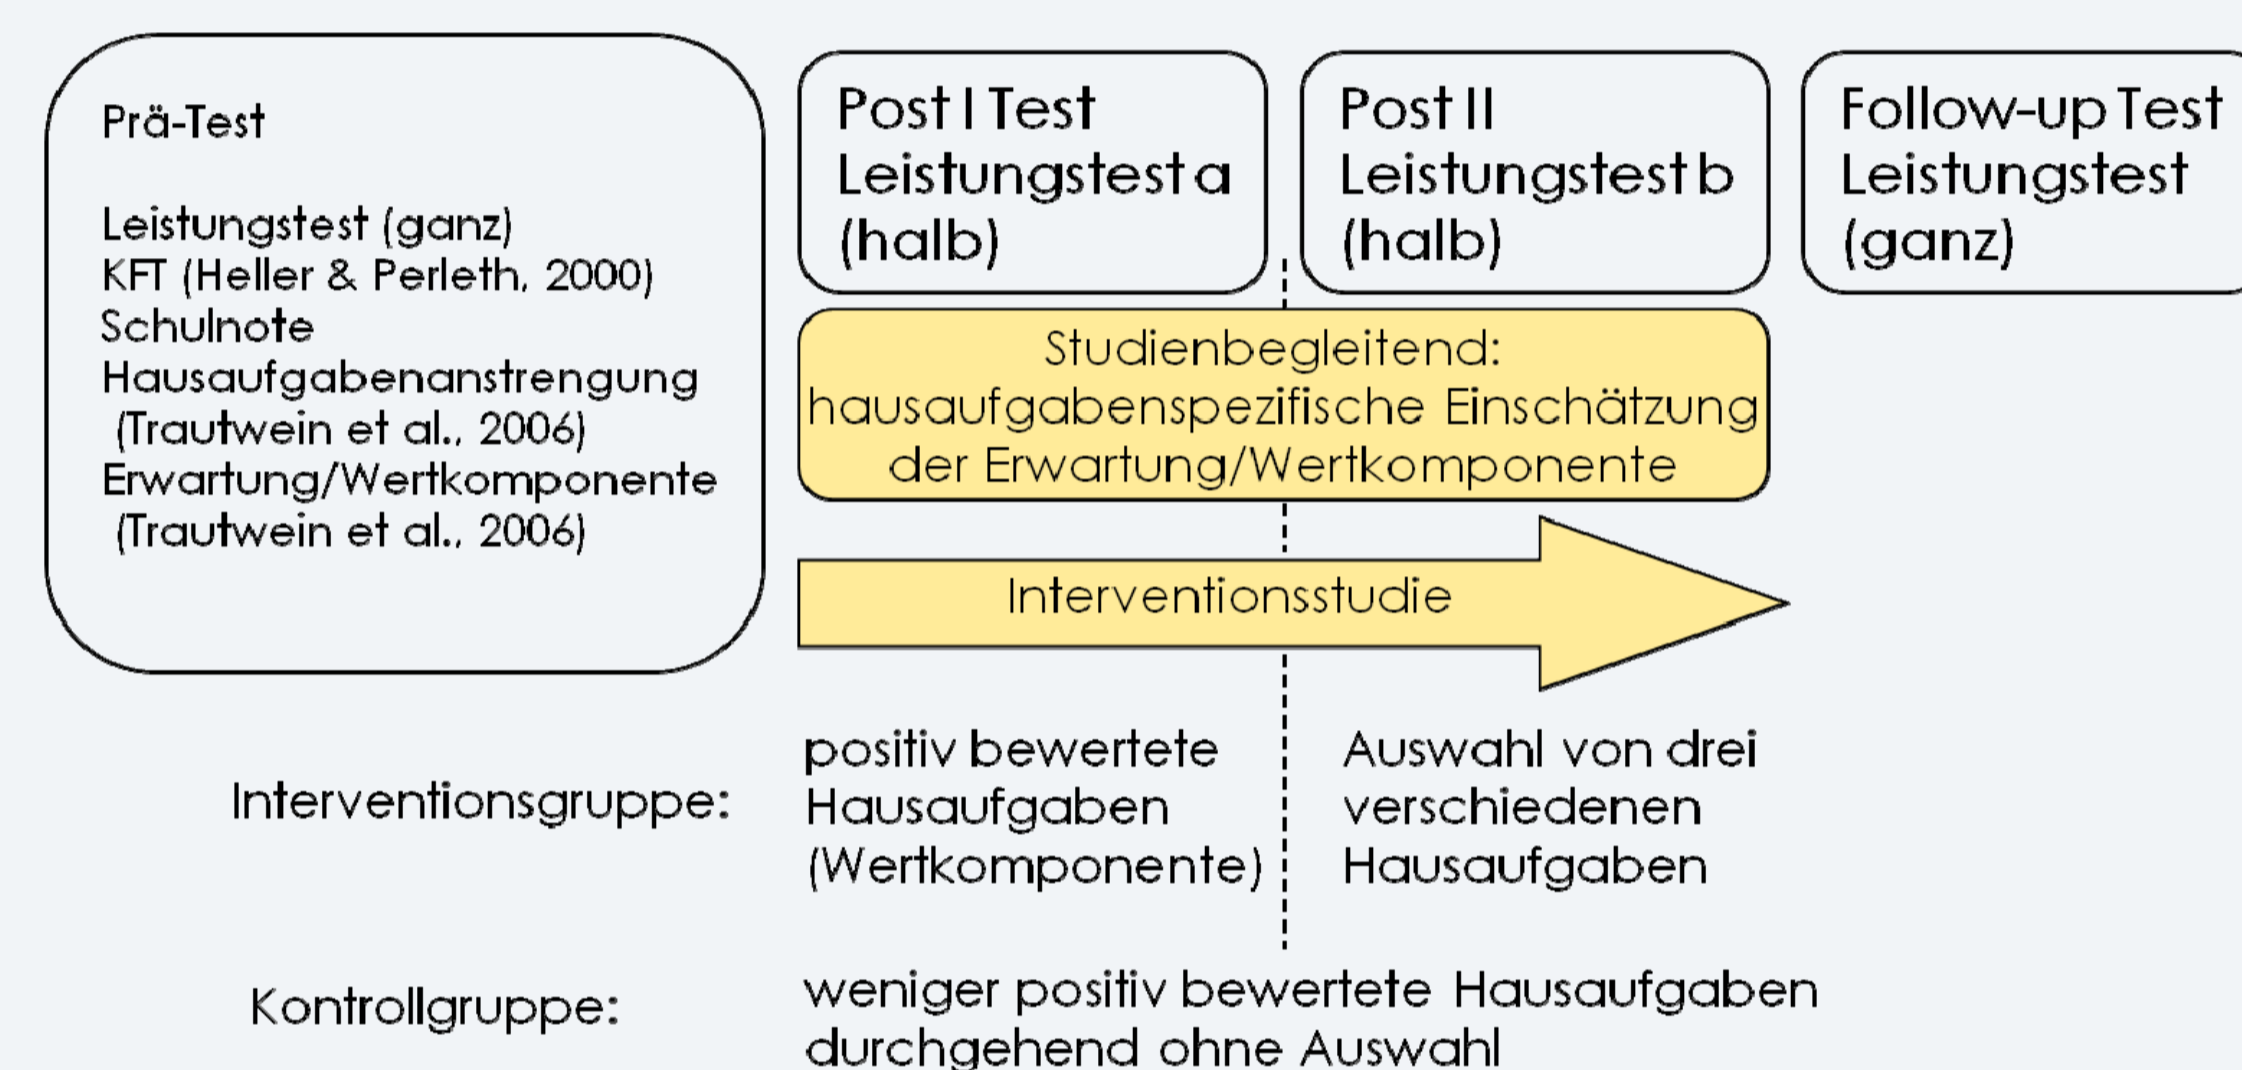 Prä-Test
Leistungstest (ganz)
KFT (Heller & Perleth, 2000)
Schulnote
Hausaufgabenanstrengung
(Trautwein et al., 2006)
Erwartung/Wertkomponente
(Trautwein et al., 2006)
Post I Test
Leistungstest a
(halb)
Post II
Leistungstest b
(halb)
Follow-up Test
Leistungstest
(ganz)
Studienbegleitend:
hausaufgabenspezifische Einschätzung
der Erwartung/Wertkomponente
Interventionsstudie
Interventionsgruppe:
positiv bewertete
Hausaufgaben
(Wertkomponente)
Auswahl von drei
verschiedenen
Hausaufgaben
Kontrollgruppe:
weniger positiv bewertete Hausaufgaben
durchgehend ohne Auswahl